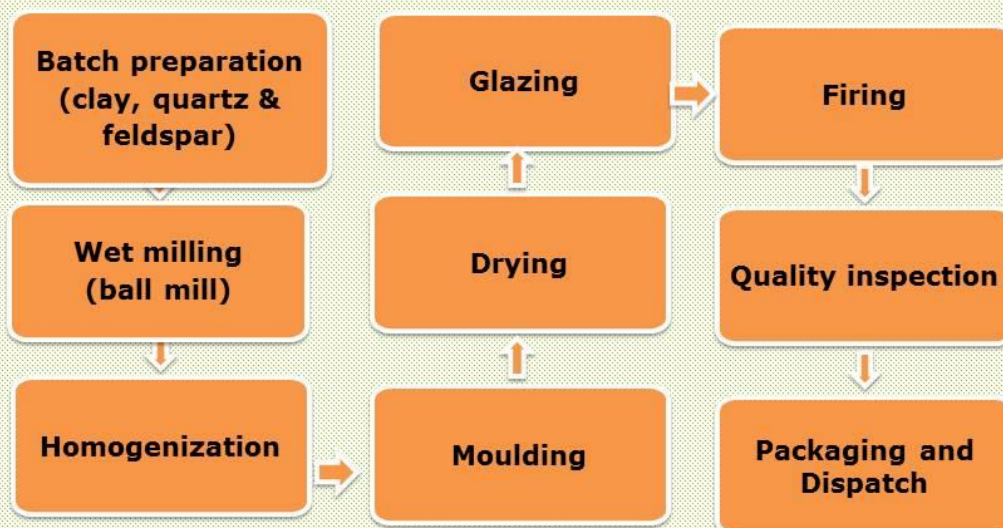 Batch preparation
(clay, quartz &
feldspar)
Wet milling
(ball mill)
Homogenization
Moulding
Drying
Glazing
Firing
Quality inspection
Packaging and
Dispatch